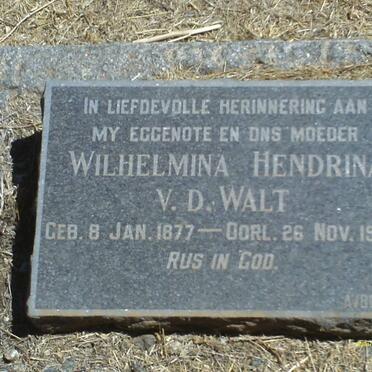 IN LIEFDEVOLLE HERINNERING AAN
MY EGGENOTE EN ONS MOEDER
WILHELMINA HENDRINA
V. D. WALT
GEB. 8 JAN. 1877 — OORL. 26 NOV. 19
RUS IN GOD.